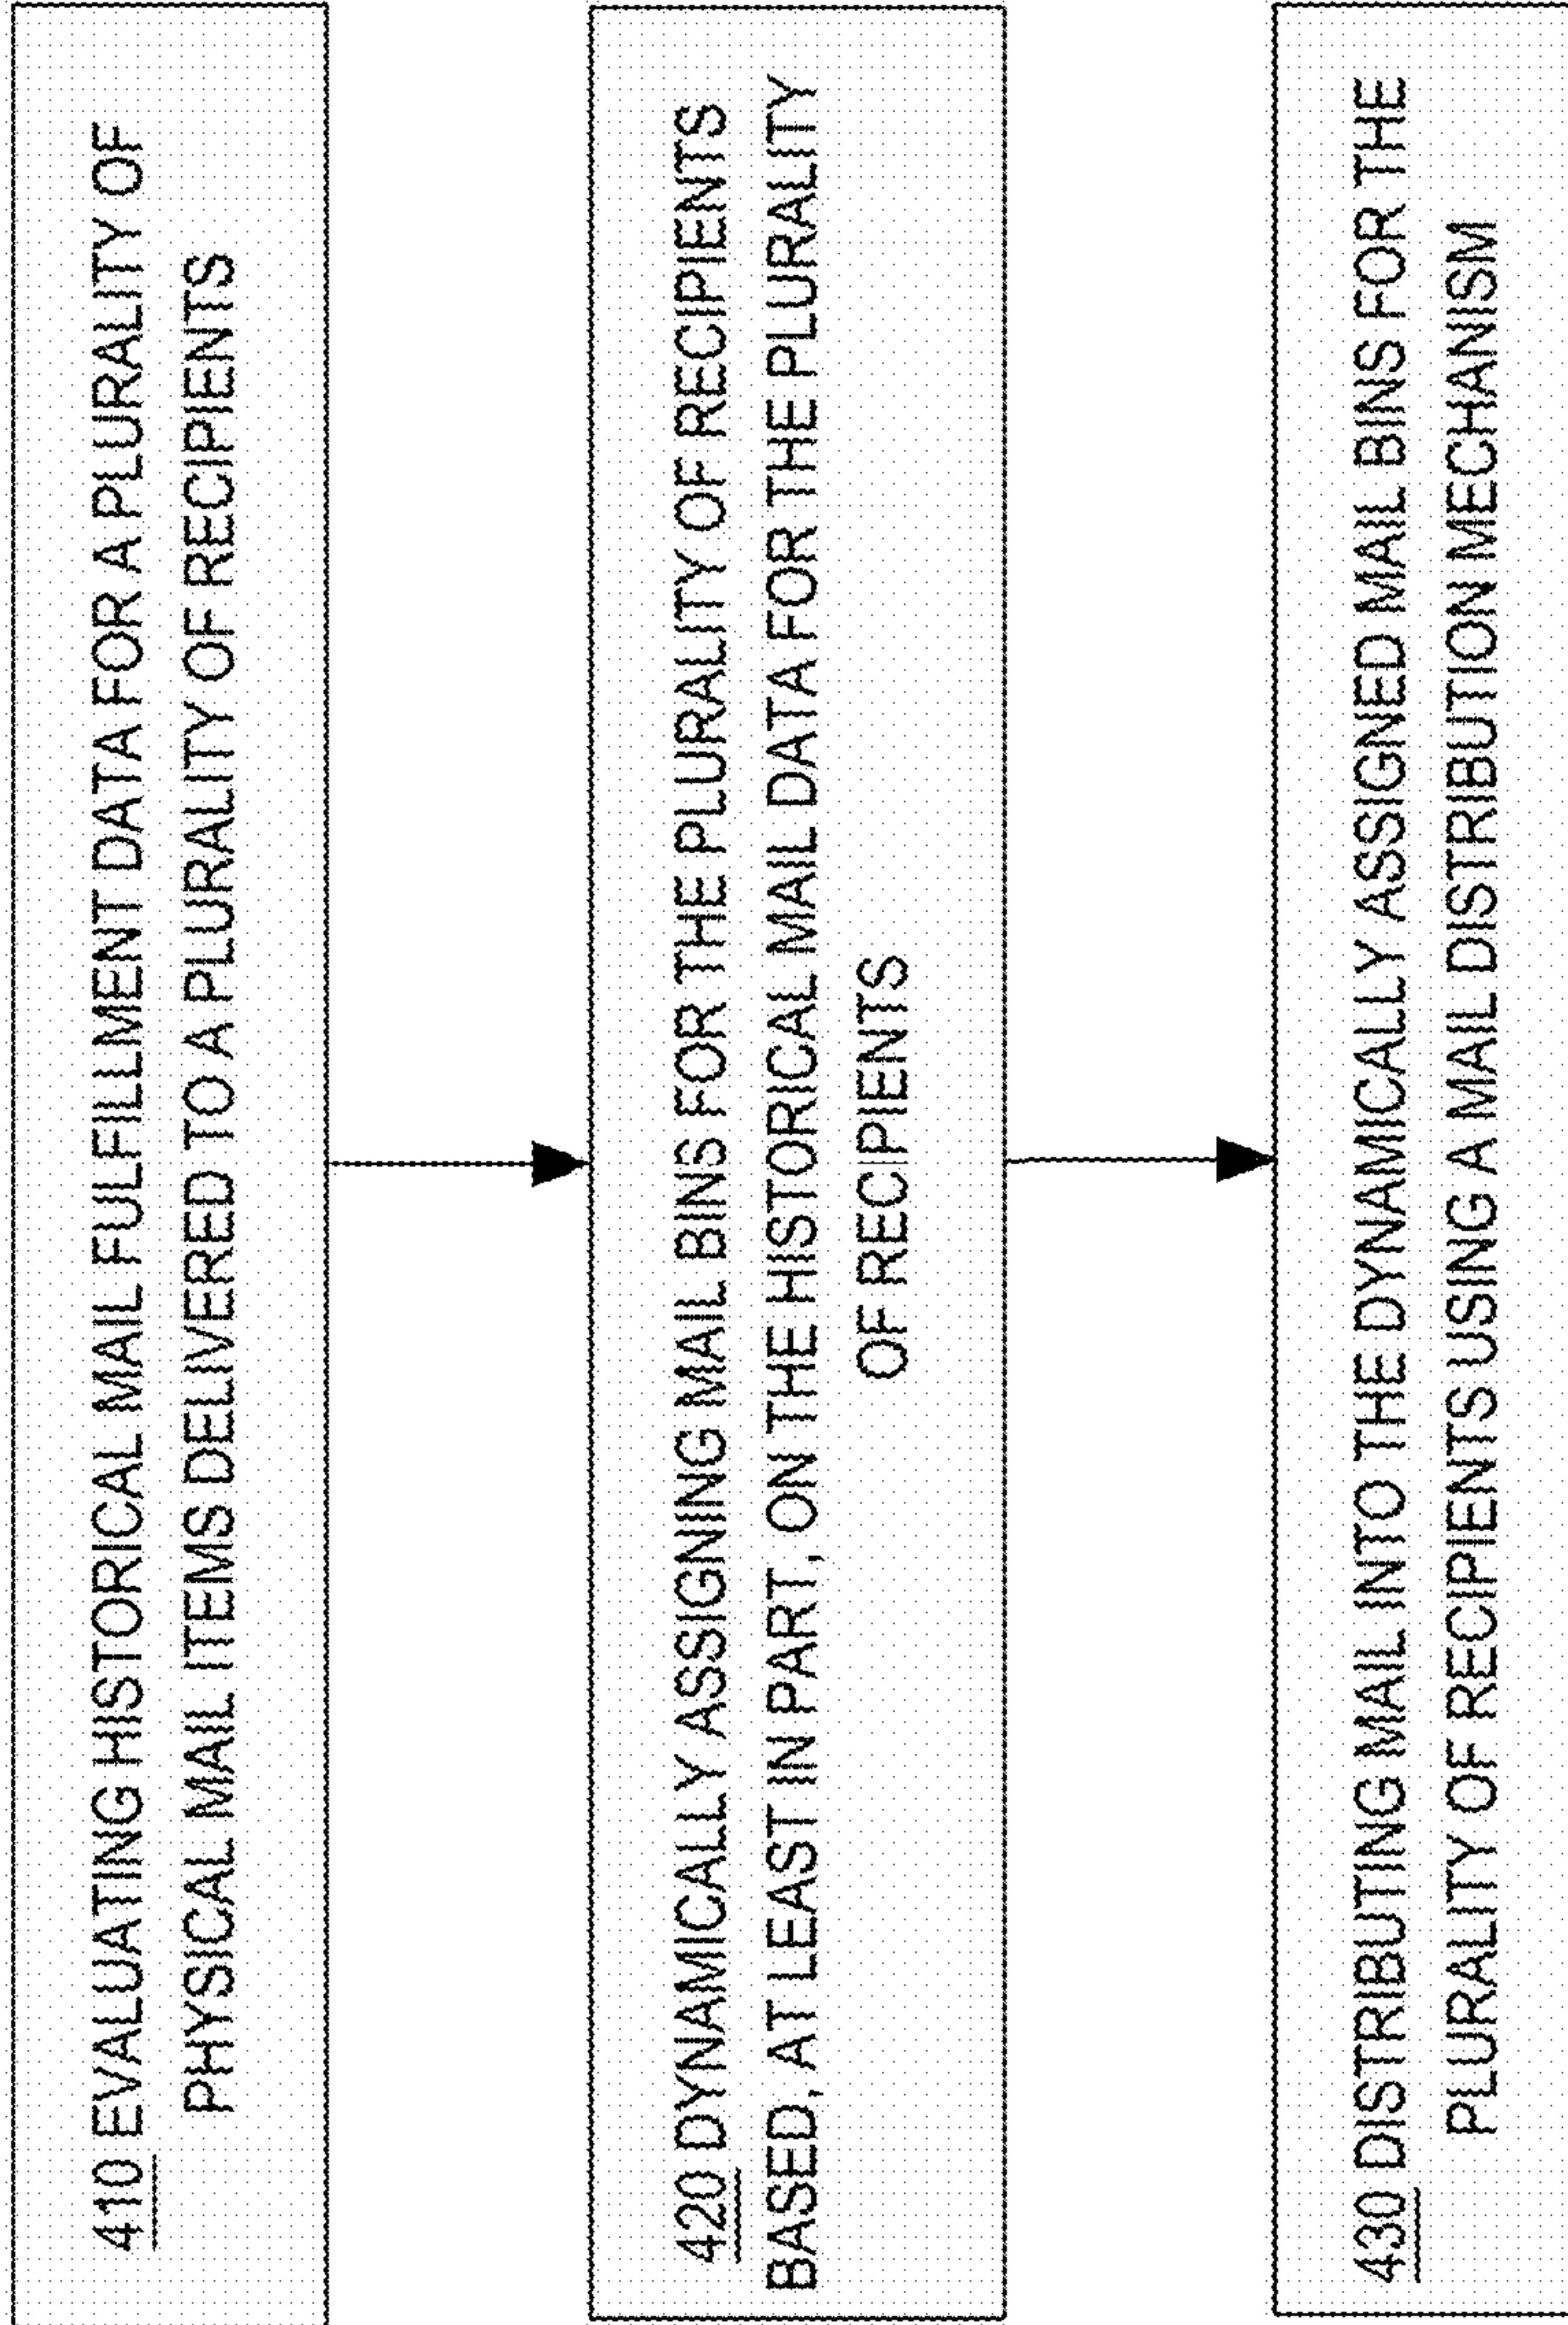 410 EVALUATING HISTORICAL MAIL FULFILLMENT DATA FOR A PLURALITY OF
PHYSICAL MAIL ITEMS DELIVERED TO A PLURALITY OF RECIPIENTS
420 DYNAMICALLY ASSIGNING MAIL BINS FOR THE PLURALITY OF RECIPIENTS
BASED, AT LEAST IN PART, ON THE HISTORICAL MAIL DATA FOR THE PLURALITY
OF RECIPIENTS
430 DISTRIBUTING MAIL INTO THE DYNAMICALLY ASSIGNED MAIL BINS FOR THE
PLURALITY OF RECIPIENTS USING A MAIL DISTRIBUTION MECHANISM